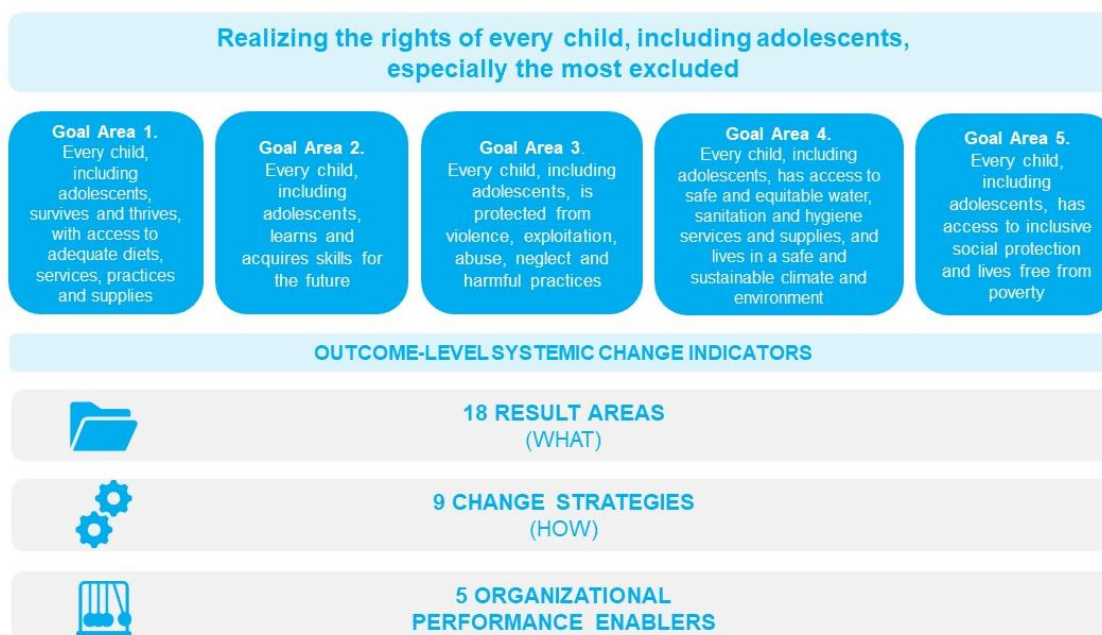 Realizing the rights of every child, including adolescents,
especially the most excluded
Goal Area 1.
Every child,
including
adolescents,
survives and thrives,
with access to
adequate diets,
services, practices
and supplies
Goal Area 2.
Every child,
including
adolescents,
learns and
acquires skills for
the future
Goal Area 3.
Every child, including
adolescents, is
protected from
violence, exploitation,
abuse, neglect and
harmful practices
Goal Area 4.
Every child, including
adolescents, has access to
safe and equitable water,
sanitation and hygiene
services and supplies, and
lives in a safe and
sustainable climate and
environment
Goal Area 5.
Every child,
including
adolescents, has
access to inclusive
social protection
and lives free from
poverty
OUTCOME-LEVEL SYSTEMIC CHANGE INDICATORS
18 RESULT AREAS
(WHAT)
9 CHANGE STRATEGIES
(HOW)
5 ORGANIZATIONAL
PERFORMANCE ENABLERS